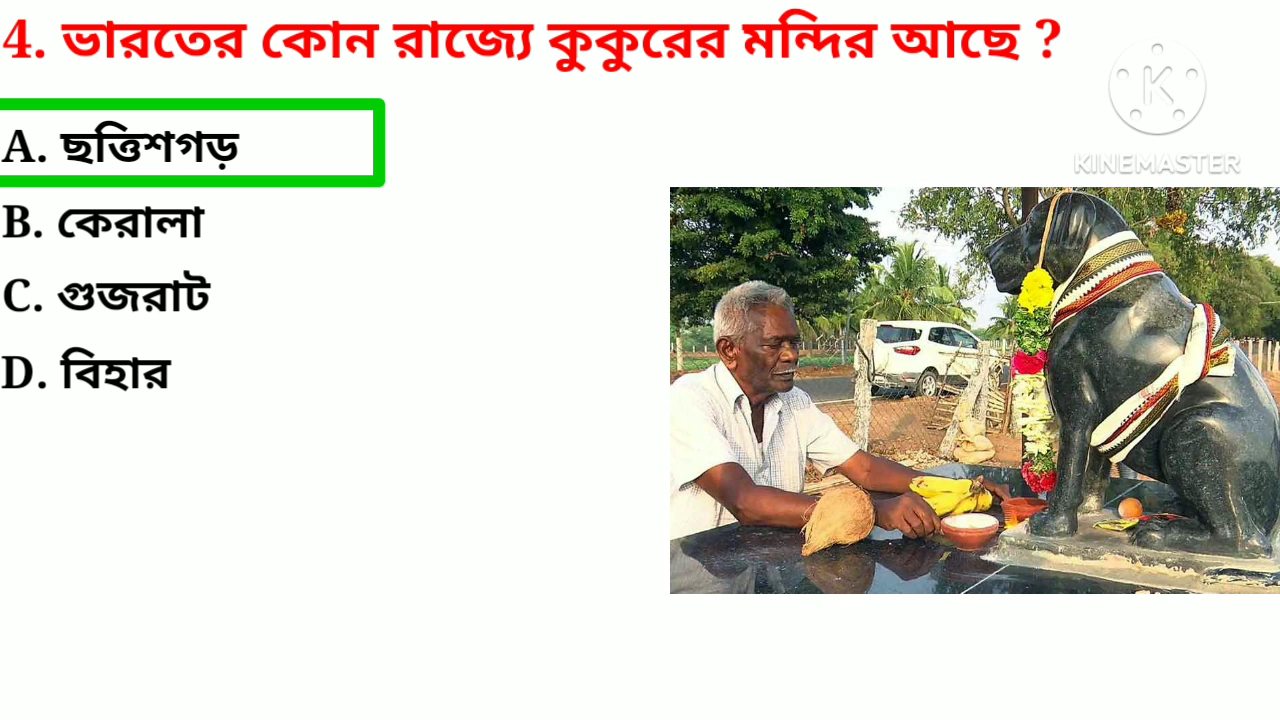 4. ভারতের কোন রাজ্যে কুকুরের মন্দির আছে ?
A. ছত্তিশগড়
B. কেরালা
C. গুজরাট
D. বিহার
K
KINEMASTER